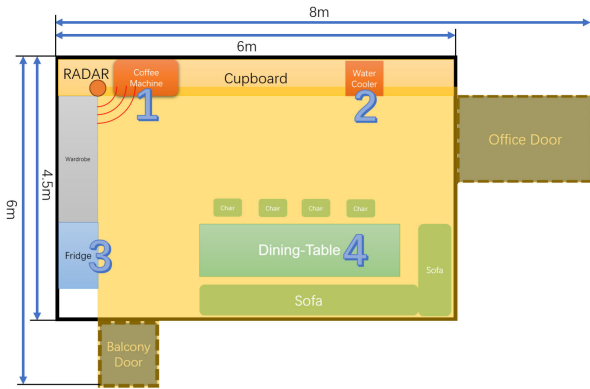 8m
6m
RADAR
Coffee
Machine
Cupboard
Water
Cooler
1
2
Office Door
Wardrobe
4.5m
6m
Chair
Chair
Chair
Chair
Fridge
3
Dining-Table
4
Sofa
Sofa
Balcony
Door